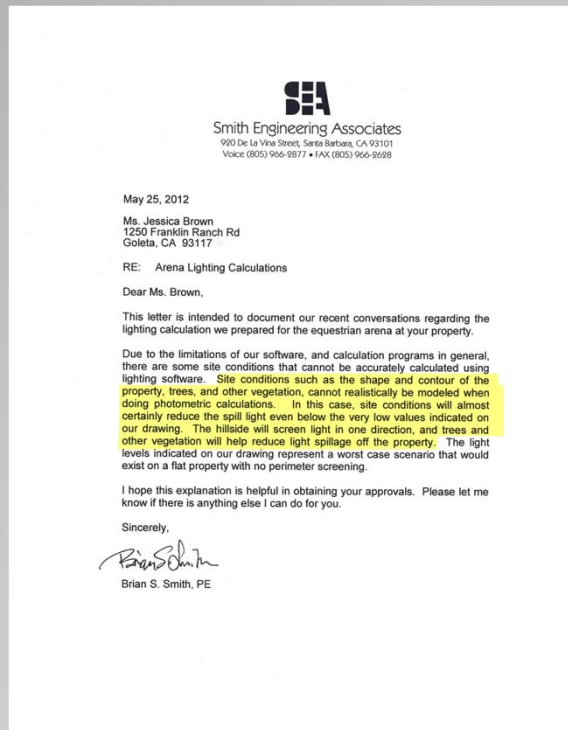 SEA
Smith Engineering Associates
920 De La Vina Street, Santa Barbara, CA 93101
Voice (805) 966-2877 • FAX (805) 966-2628
May 25, 2012
Ms. Jessica Brown
1250 Franklin Ranch Rd
Goleta, CA 93117
RE: Arena Lighting Calculations
Dear Ms. Brown,
This letter is intended to document our recent conversations regarding the
lighting calculation we prepared for the equestrian arena at your property.
Due to the limitations of our software, and calculation programs in general,
there are some site conditions that cannot be accurately calculated using
lighting software. Site conditions such as the shape and contour of the
property, trees, and other vegetation, cannot realistically be modeled when
doing photometric calculations. In this case, site conditions will almost
certainly reduce the spill light even below the very low values indicated on
our drawing. The hillside will screen light in one direction, and trees and
other vegetation will help reduce light spillage off the property. The light
levels indicated on our drawing represent a worst case scenario that would
exist on a flat property with no perimeter screening.
I hope this explanation is helpful in obtaining your approvals. Please let me
know if there is anything else I can do for you.
Sincerely,
Brian S Smith
Brian S. Smith, PE